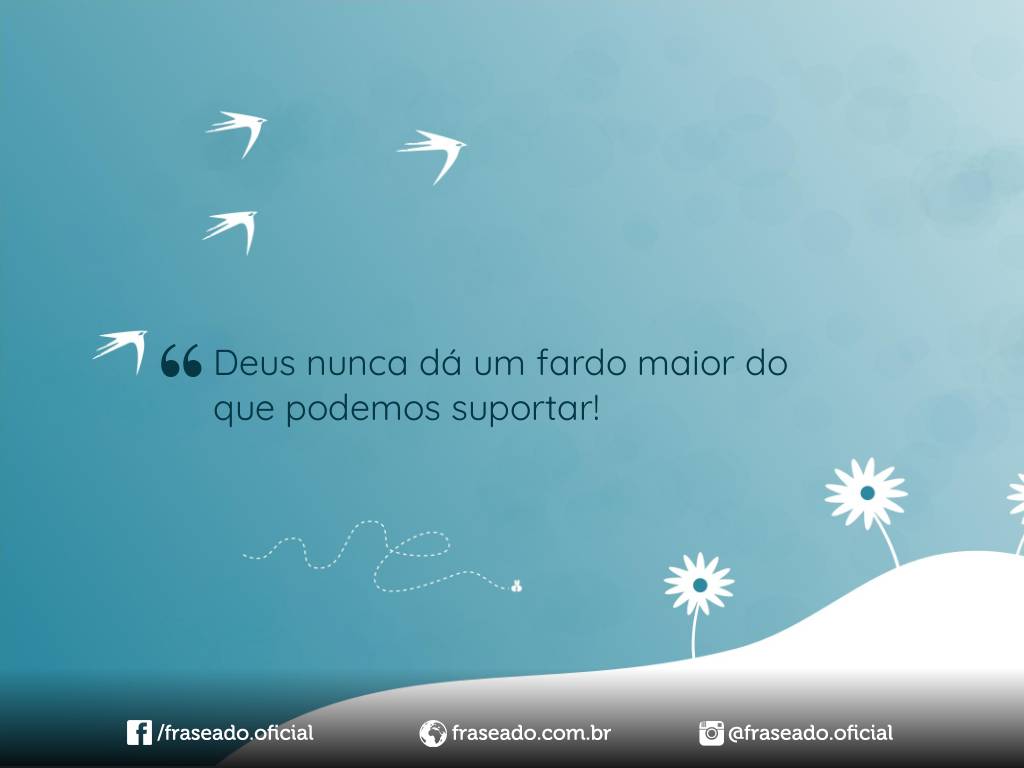 “ Deus nunca dá um fardo maior do
que podemos suportar!
/fraseado.oficial
fraseado.com.br
@fraseado.oficial